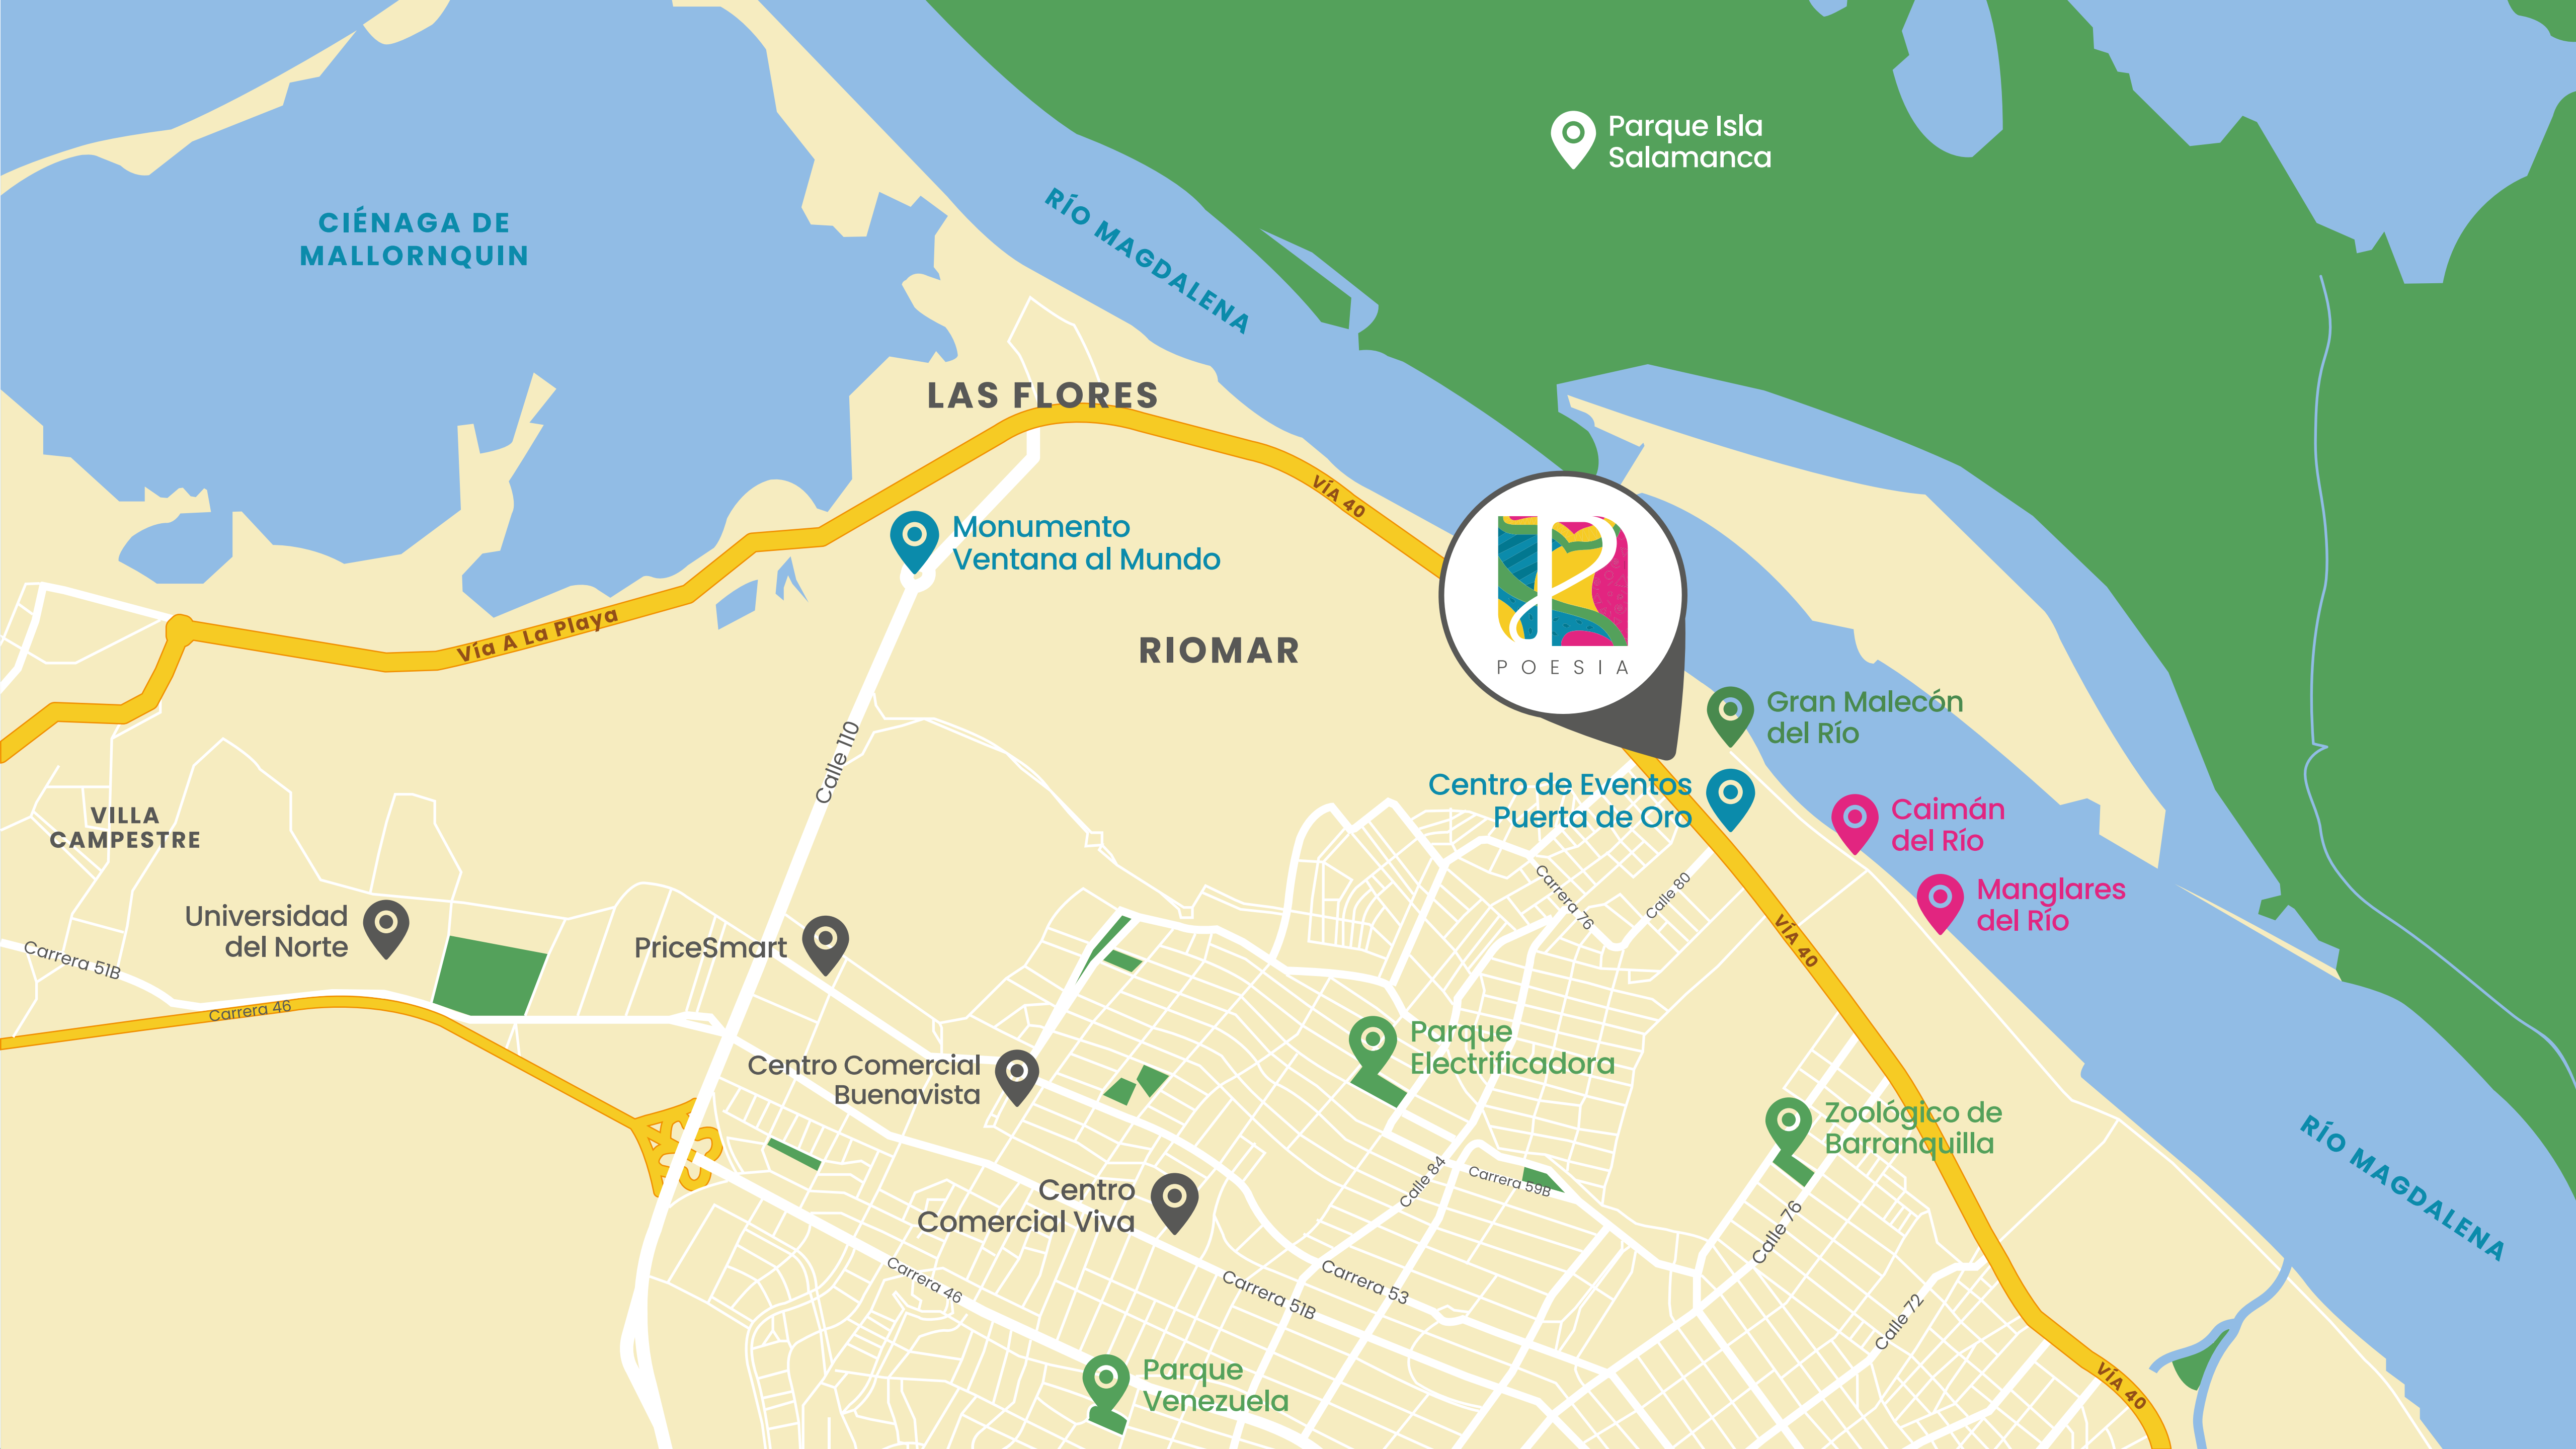 Parque Isla
Salamanca
CIÉNAGA DE
MALLORNQUIN
RÍO MAGDALENA
LAS FLORES
VÍA 40
Monumento
Ventana al Mundo
POESIA
Vía A La Playa
RIOMAR
Gran Malecón
del Río
Calle 110
Centro de Eventos
Puerta de Oro
VILLA
CAMPESTRE
Caimán
del Río
Carrera 76
Calle 80
Manglares
del Río
Universidad
del Norte
PriceSmart
VÍA 40
Carrera 51B
Carrera 46
Parque
Electrificadora
Centro Comercial
Buenavista
Zoológico de
Barranquilla
RÍO MAGDALENA
Calle 84
Carrera 59B
Centro
Comercial Viva
Calle 76
Carrera 46
Carrera 51B
Carrera 53
Calle 72
Parque
Venezuela
VÍA 40